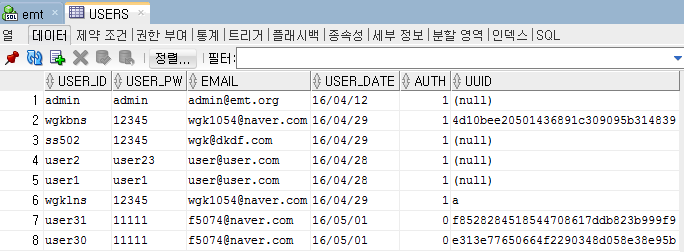 emt USERS
열 데이터 제약 조건 권한 부여 통계 트리거 플래시백 종속성 세부 정보 분할 영역 인덱스 SQL
정렬... 필터:
USER_ID USER_PW EMAIL USER_DATE AUTH UUID
1 admin admin admin@emt.org 16/04/12 1 (null)
2 wgkbns 12345 wgk1054@naver.com 16/04/29 1 4d10bee20501436891c309095b314839
3 ss502 12345 wgk@dkdf.com 16/04/29 1 (null)
4 user2 user23 user@user.com 16/04/28 1 (null)
5 user1 user1 user@user.com 16/04/28 1 (null)
6 wgklns 12345 wgk1054@naver.com 16/04/29 1 a
7 user31 11111 f5074@naver.com 16/05/01 0 f8528284518544708617ddb823b999f9
8 user30 11111 f5074@naver.com 16/05/01 0 e313e77650664f2290348d058e38e95b